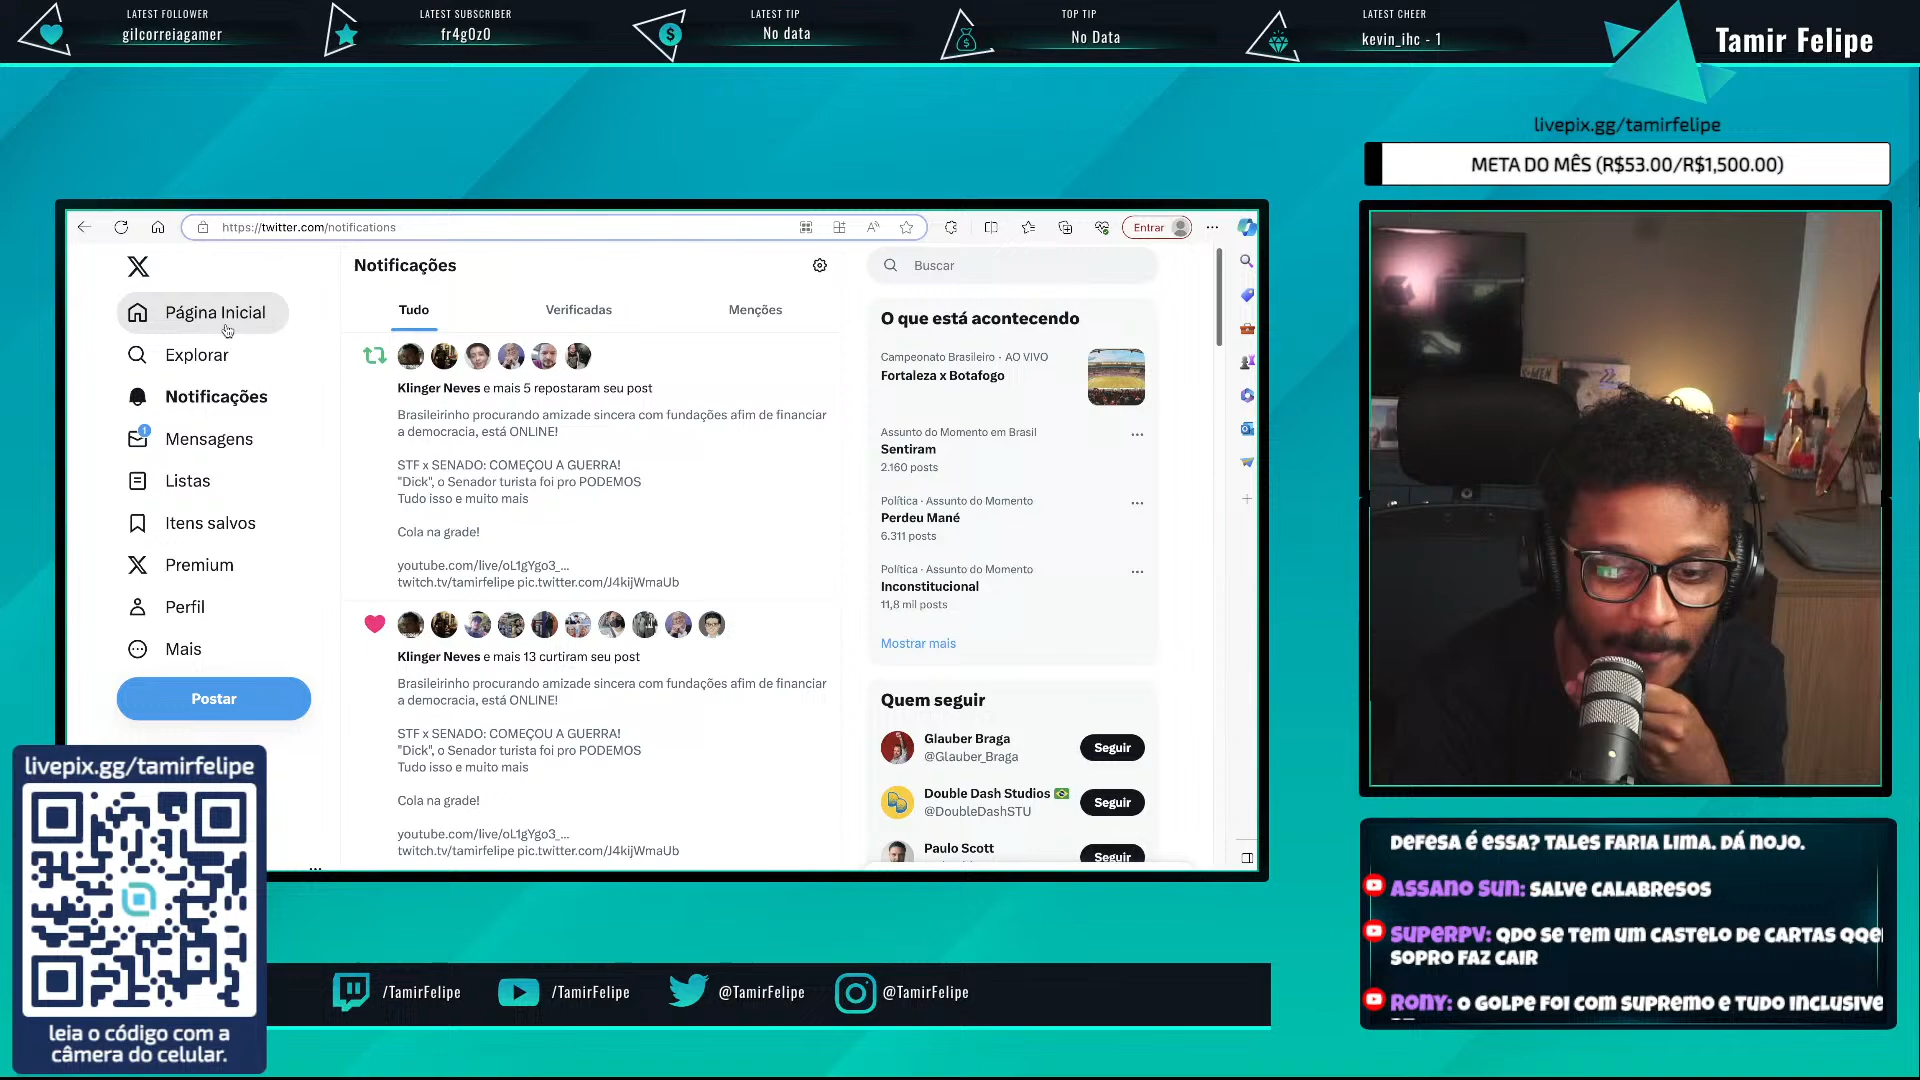 LATEST FOLLOWER
gilcorreiagamer
LATEST SUBSCRIBER
fr4g0z0
LATEST TIP
No data
TOP TIP
No Data
LATEST CHEER
kevin_ihc - 1
Tamir Felipe
livepix.gg/tamirfelipe
META DO MÊS (R$53.00/R$1,500.00)
https://twitter.com/notifications
Entrar
Página Inicial
Explorar
Notificações
1
Mensagens
Listas
Itens salvos
Premium
Perfil
Mais
Postar
Notificações
Tudo
Verificadas
Menções
Klinger Neves e mais 5 repostaram seu post
Brasileirinho procurando amizade sincera com fundações afim de financiar
a democracia, está ONLINE!
STF x SENADO: COMEÇOU A GUERRA!
"Dick", o Senador turista foi pro PODEMOS
Tudo isso e muito mais
Cola na grade!
youtube.com/live/oL1gYgo3_...
twitch.tv/tamirfelipe pic.twitter.com/J4kijWmaUb
Klinger Neves e mais 13 curtiram seu post
Brasileirinho procurando amizade sincera com fundações afim de financiar
a democracia, está ONLINE!
STF x SENADO: COMEÇOU A GUERRA!
"Dick", o Senador turista foi pro PODEMOS
Tudo isso e muito mais
Cola na grade!
youtube.com/live/oL1gYgo3_...
twitch.tv/tamirfelipe pic.twitter.com/J4kijWmaUb
Buscar
O que está acontecendo
Campeonato Brasileiro · AO VIVO
Fortaleza x Botafogo
Assunto do Momento em Brasil
Sentiram
2.160 posts
Política · Assunto do Momento
Perdeu Mané
6.311 posts
Política · Assunto do Momento
Inconstitucional
11,8 mil posts
Mostrar mais
Quem seguir
Glauber Braga
@Glauber_Braga
Seguir
Double Dash Studios
@DoubleDashSTU
Seguir
Paulo Scott
Seguir
livepix.gg/tamirfelipe
leia o código com a
câmera do celular.
/TamirFelipe
/TamirFelipe
@TamirFelipe
@TamirFelipe
DEFESA É ESSA? TALES FARIA LIMA. DÁ NOJO.
ASSANO SUN: SALVE CALABRESOS
SUPERPV: QDO SE TEM UM CASTELO DE CARTAS QQE
SOPRO FAZ CAIR
RONY: O GOLPE FOI COM SUPREMO E TUDO INCLUSIVE